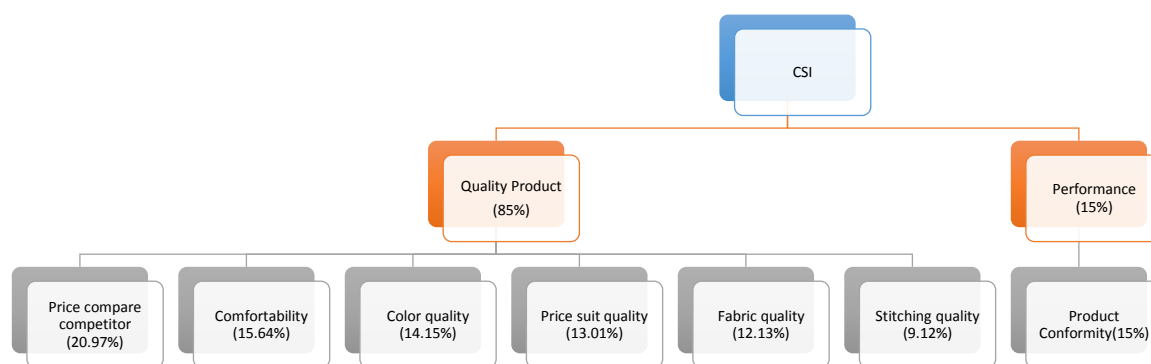 CSI
Quality Product
(85%)
Performance
(15%)
Price compare
competitor
(20.97%)
Comfortability
(15.64%)
Color quality
(14.15%)
Price suit quality
(13.01%)
Fabric quality
(12.13%)
Stitching quality
(9.12%)
Product
Conformity(15%)